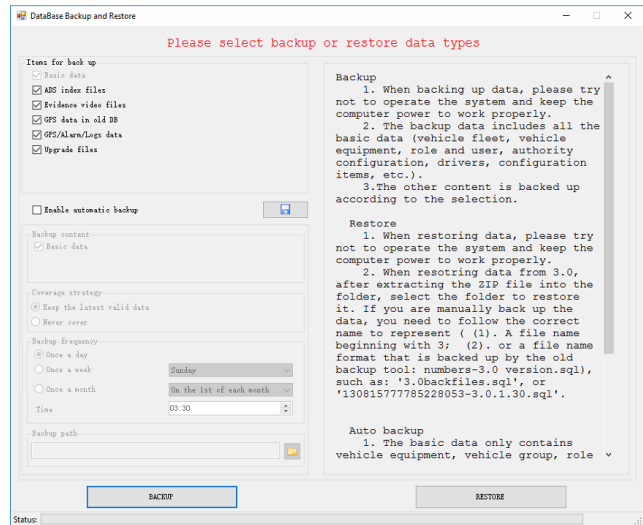 DataBase Backup and Restore
Please select backup or restore data types
Items for back up
Basic data
ADS index files
Evidence video files
GPS data in old DB
GPS/Alarm/Logs data
Upgrade files
Enable automatic backup
Backup content
Basic data
Coverage strategy
Keep the latest valid data
Never cover
Backup frequency
Once a day
Once a week
Sunday
Once a month
On the 1st of each month
Time
03:30
Backup path
Backup
1. When backing up data, please try
not to operate the system and keep the
computer power to work properly.
2. The backup data includes all the
basic data (vehicle fleet, vehicle
equipment, role and user, authority
configuration, drivers, configuration
items, etc.).
3.The other content is backed up
according to the selection.
Restore
1. When restoring data, please try
not to operate the system and keep the
computer power to work properly.
2. When resotring data from 3.0,
after extracting the ZIP file into the
folder, select the folder to restore
it. If you are manually back up the
data, you need to follow the correct
name to represent ( (1). A file name
beginning with 3; (2). or a file name
format that is backed up by the old
backup tool: numbers-3.0 version.sql),
such as: '3.0backfiles.sql', or
'130815777785228053-3.0.1.30.sql'.
Auto backup
1. The basic data only contains
vehicle equipment, vehicle group, role
BACKUP
RESTORE
Status: